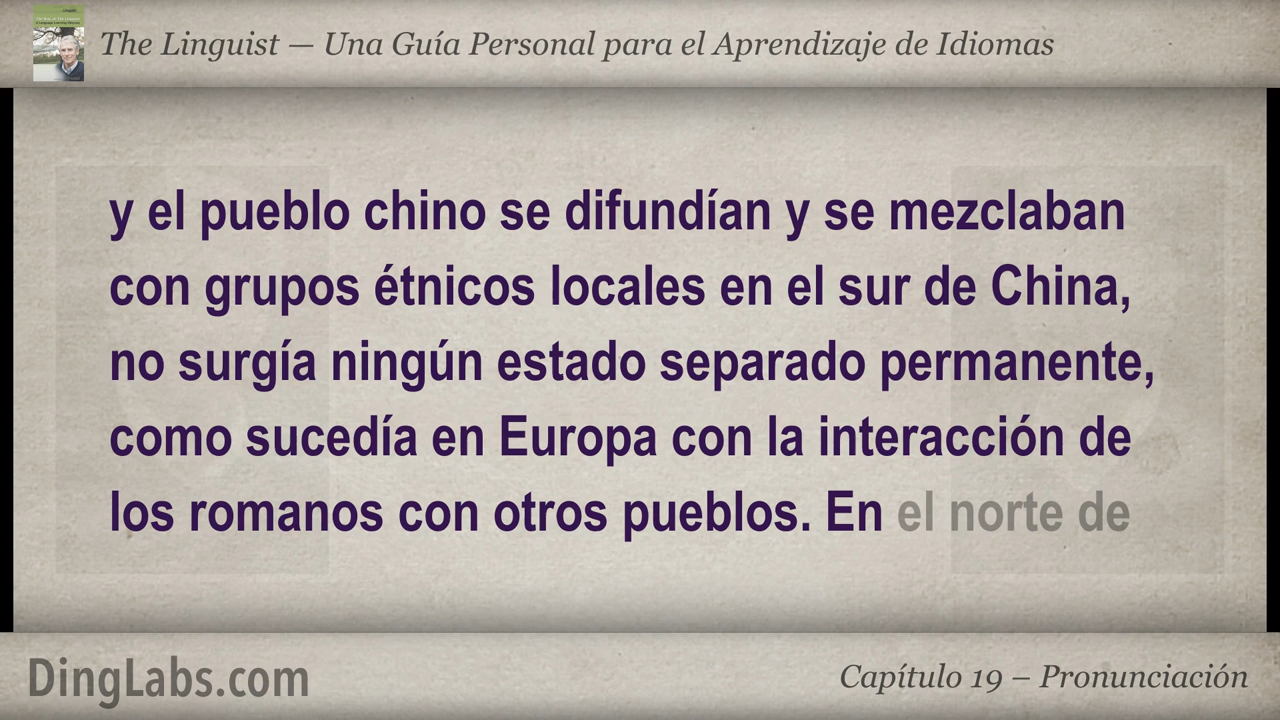 The Linguist — Una Guía Personal para el Aprendizaje de Idiomas
y el pueblo chino se difundían y se mezclaban
con grupos étnicos locales en el sur de China,
no surgía ningún estado separado permanente,
como sucedía en Europa con la interacción de
los romanos con otros pueblos. En el norte de
DingLabs.com
Capítulo 19 – Pronunciación